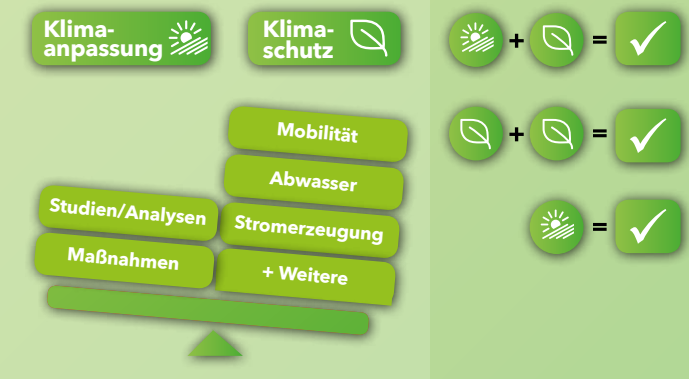 Klima-
anpassung
Klima-
schutz
+
=
Mobilität
Abwasser
+
=
Studien/Analysen
Stromerzeugung
=
Maßnahmen
+ Weitere